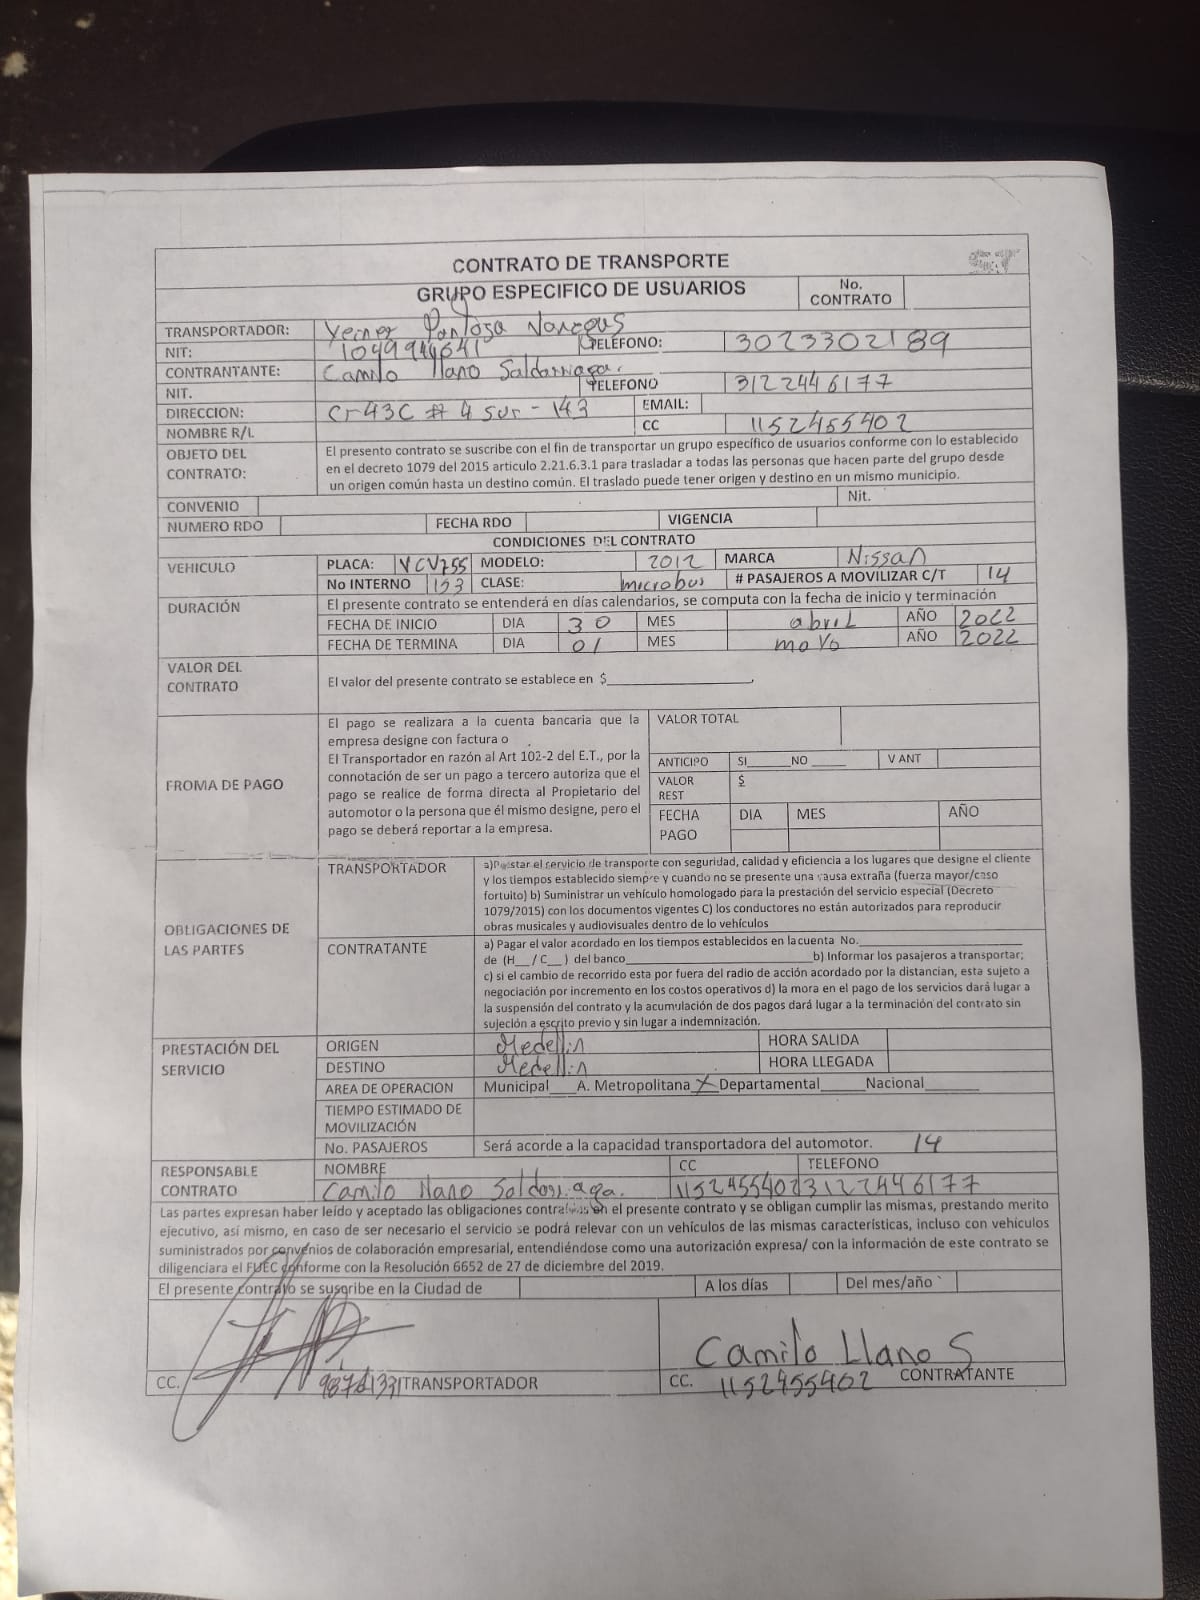 CONTRATO DE TRANSPORTE
GRUPO ESPECIFICO DE USUARIOS
No. CONTRATO
TRANSPORTADOR: Yeiner Pantoja
NIT: 1049944641 TELEFONO: 3023302189
CONTRANTANTE: Camilo llano Saldarriaga.
NIT. TELEFONO 3122446177
DIRECCION: Cr 43C # 4 sur - 143 EMAIL:
NOMBRE R/L CC 1152455402
OBJETO DEL CONTRATO:
El presento contrato se suscribe con el fin de transportar un grupo específico de usuarios conforme con lo establecido
en el decreto 1079 del 2015 articulo 2.21.6.3.1 para trasladar a todas las personas que hacen parte del grupo desde
un origen común hasta un destino común. El traslado puede tener origen y destino en un mismo municipio.
CONVENIO Nit.
NUMERO RDO FECHA RDO VIGENCIA
CONDICIONES DEL CONTRATO
VEHICULO PLACA: VCV755 MODELO: 2012 MARCA Nissan
No INTERNO 153 CLASE: microbus # PASAJEROS A MOVILIZAR C/T 14
DURACIÓN El presente contrato se entenderá en días calendarios, se computa con la fecha de inicio y terminación
FECHA DE INICIO DIA 30 MES abril AÑO 2022
FECHA DE TERMINA DIA 01 MES mayo AÑO 2022
VALOR DEL CONTRATO
El valor del presente contrato se establece en $
FROMA DE PAGO
El pago se realizara a la cuenta bancaria que la
empresa designe con factura o
El Transportador en razón al Art 102-2 del E.T., por la
connotación de ser un pago a tercero autoriza que el
pago se realice de forma directa al Propietario del
automotor o la persona que él mismo designe, pero el
pago se deberá reportar a la empresa.
VALOR TOTAL
ANTICIPO SI NO V ANT
VALOR REST $
FECHA PAGO DIA MES AÑO
OBLIGACIONES DE LAS PARTES
TRANSPORTADOR
a)Prestar el servicio de transporte con seguridad, calidad y eficiencia a los lugares que designe el cliente
y los tiempos establecido siempre y cuando no se presente una causa extraña (fuerza mayor/caso
fortuito) b) Suministrar un vehículo homologado para la prestación del servicio especial (Decreto
1079/2015) con los documentos vigentes C) los conductores no están autorizados para reproducir
obras musicales y audiovisuales dentro de lo vehículos
CONTRATANTE
a) Pagar el valor acordado en los tiempos establecidos en la cuenta No.
de (H__/ C__) del banco b) Informar los pasajeros a transportar;
c) si el cambio de recorrido esta por fuera del radio de acción acordado por la distancian, esta sujeto a
negociación por incremento en los costos operativos d) la mora en el pago de los servicios dará lugar a
la suspensión del contrato y la acumulación de dos pagos dará lugar a la terminación del contrato sin
sujeción a escrito previo y sin lugar a indemnización.
PRESTACIÓN DEL SERVICIO
ORIGEN Medellin HORA SALIDA
DESTINO Medellin HORA LLEGADA
AREA DE OPERACION Municipal___A. Metropolitana X Departamental____Nacional____
TIEMPO ESTIMADO DE MOVILIZACIÓN
No. PASAJEROS Será acorde a la capacidad transportadora del automotor. 14
RESPONSABLE CONTRATO
NOMBRE CC TELEFONO
Camilo llano Saldarriaga. 1152455402 3122446177
Las partes expresan haber leído y aceptado las obligaciones contraídas en el presente contrato y se obligan cumplir las mismas, prestando merito
ejecutivo, así mismo, en caso de ser necesario el servicio se podrá relevar con un vehículos de las mismas características, incluso con vehículos
suministrados por convenios de colaboración empresarial, entendiéndose como una autorización expresa/ con la información de este contrato se
diligenciara el FUEC conforme con la Resolución 6652 de 27 de diciembre del 2019.
El presente contrato se suscribe en la Ciudad de A los días Del mes/año
Camilo Llano S
CC. TRANSPORTADOR
CC. 1152455402 CONTRATANTE